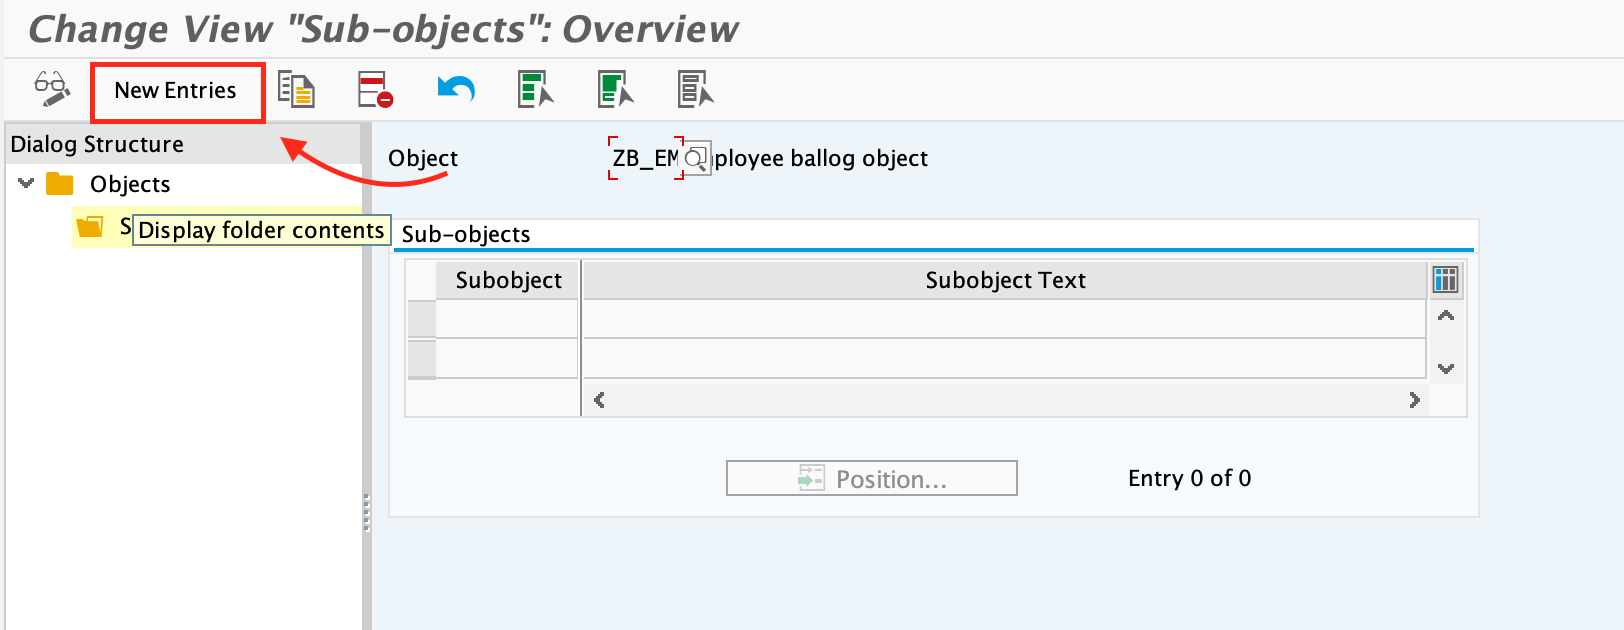 Change View "Sub-objects": Overview
New Entries
Dialog Structure
Objects
S
Display folder contents
Object ZB_EM ployee ballog object
Sub-objects
Subobject Subobject Text
Position... Entry 0 of 0